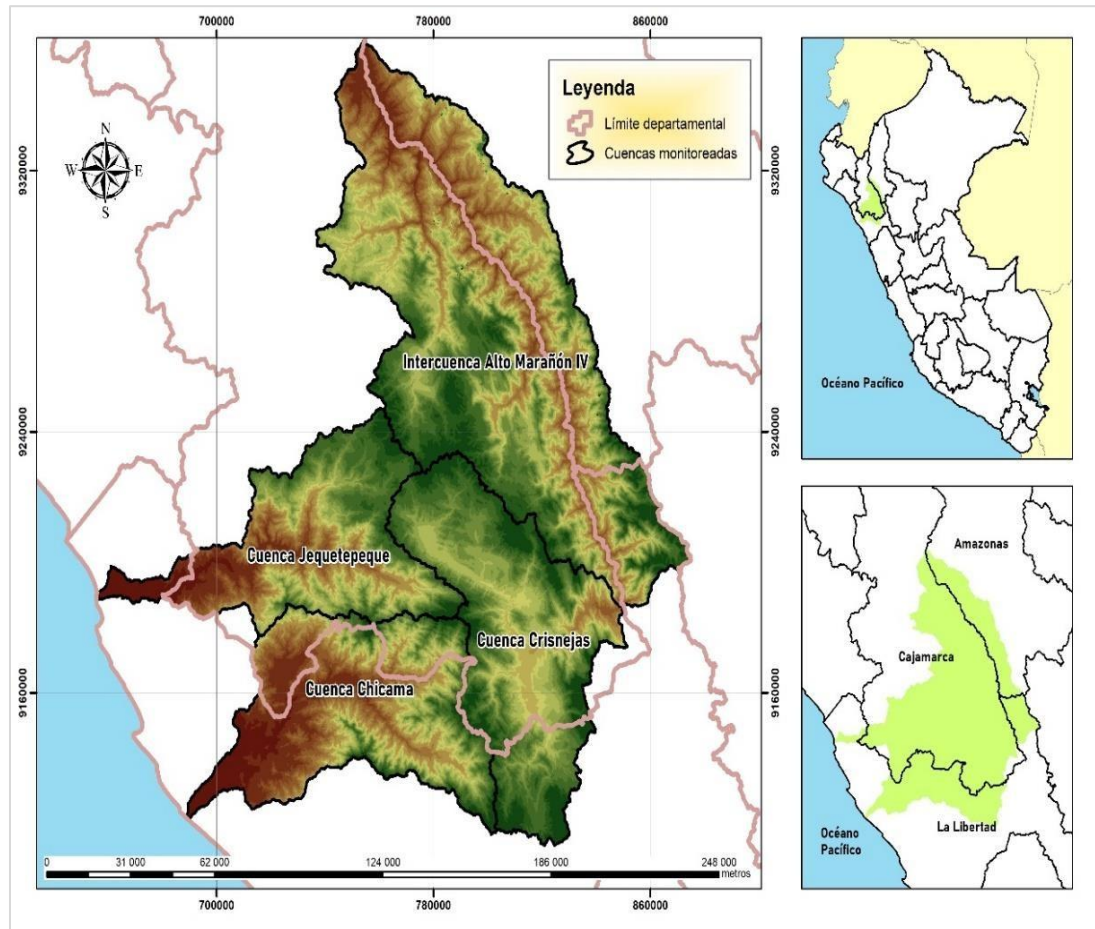 700000
780000
860000
9320000
9240000
9160000
Leyenda
Límite departamental
Cuencas monitoreadas
N
W
E
S
Intercuenca Alto Marañón IV
Cuenca Jequetepeque
Cuenca Crisnejas
Cuenca Chicama
0
31 000
62 000
124 000
186 000
248 000
metros
9320000
9240000
9160000
700000
780000
860000
Océano Pacífico
Amazonas
Cajamarca
La Libertad
Océano
Pacífico